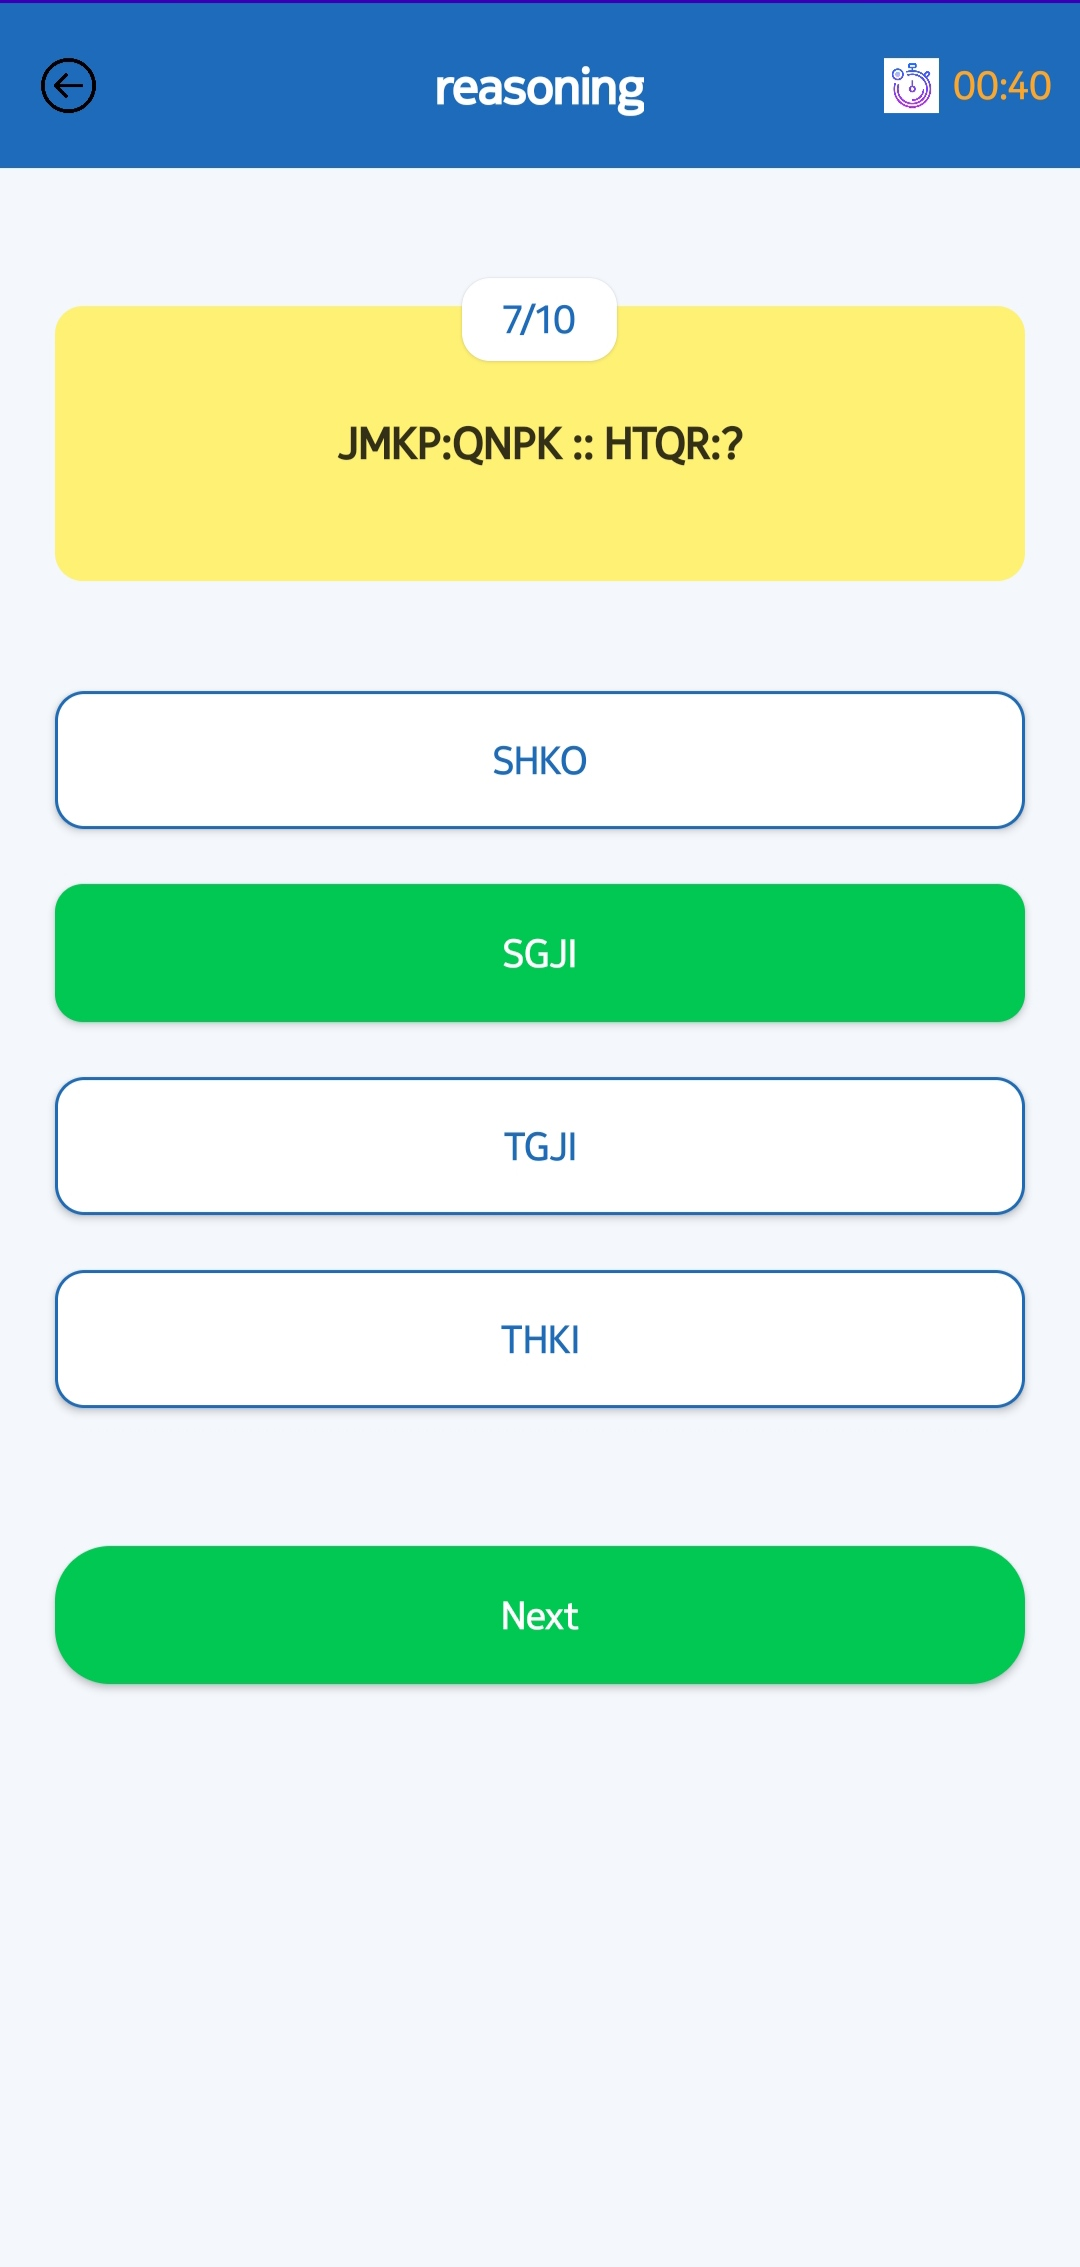 reasoning
00:40
7/10
JMKP:QNPK :: HTQR:?
SHKO
SGJI
TGJI
THKI
Next